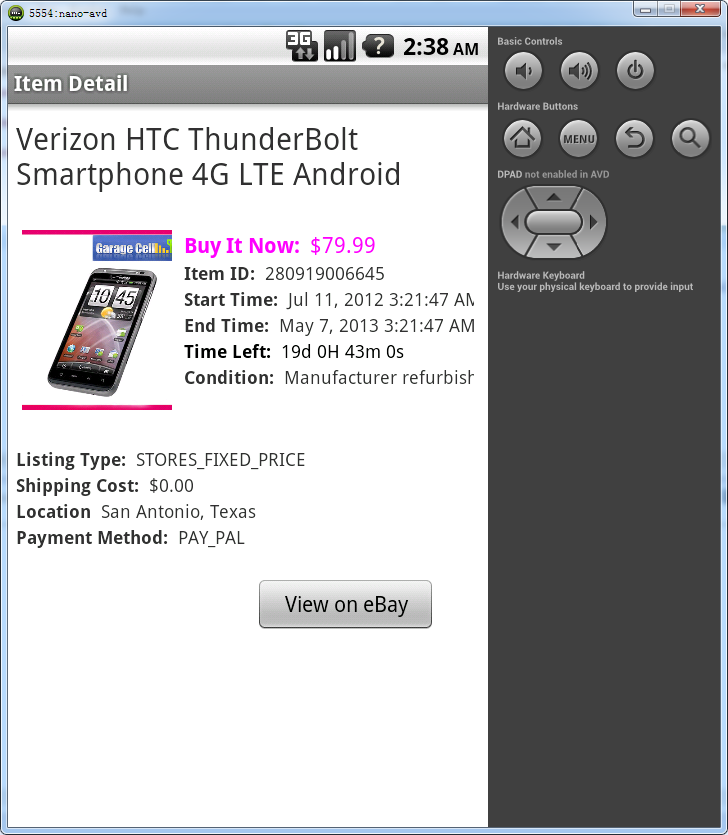 5554:nano-avd
3G
2:38 AM
Item Detail
Verizon HTC ThunderBolt
Smartphone 4G LTE Android
Garage Cell
10 45
Buy It Now: $79.99
Item ID: 280919006645
Start Time: Jul 11, 2012 3:21:47 AM
End Time: May 7, 2013 3:21:47 AM
Time Left: 19d 0H 43m 0s
Condition: Manufacturer refurbish
Listing Type: STORES_FIXED_PRICE
Shipping Cost: $0.00
Location San Antonio, Texas
Payment Method: PAY_PAL
View on eBay
Basic Controls
Hardware Buttons
MENU
DPAD not enabled in AVD
Hardware Keyboard
Use your physical keyboard to provide input